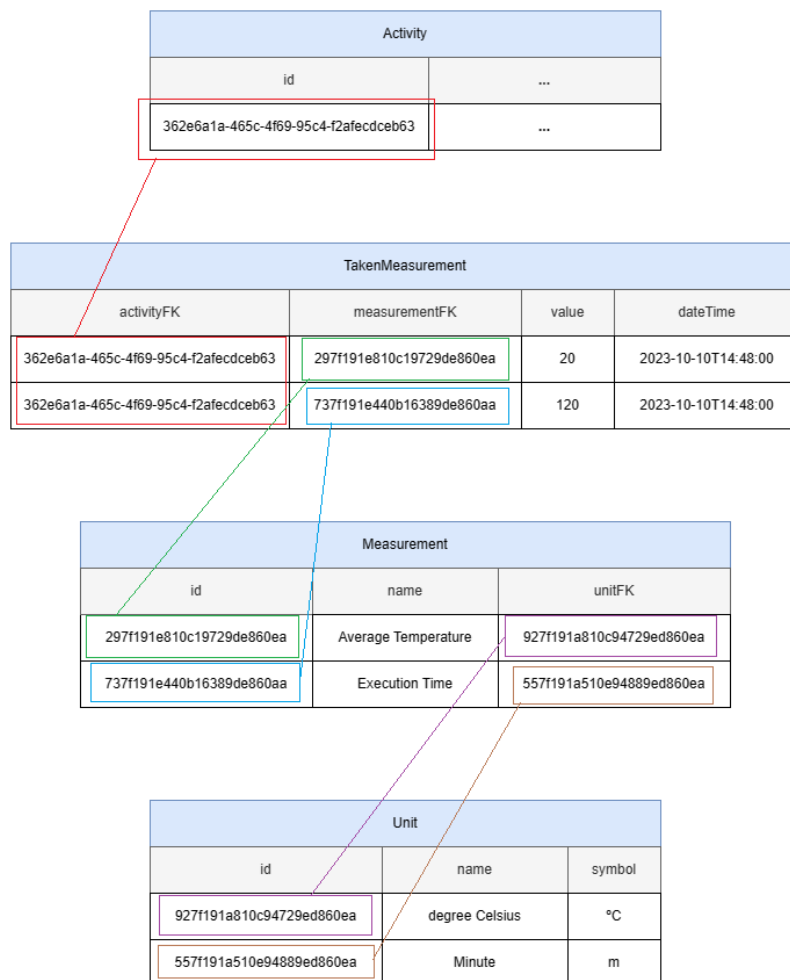 Activity
id ...
362e6a1a-465c-4f69-95c4-f2afecdceb63 ...
TakenMeasurement
activityFK measurementFK value dateTime
362e6a1a-465c-4f69-95c4-f2afecdceb63 297f191e810c19729de860ea 20 2023-10-10T14:48:00
362e6a1a-465c-4f69-95c4-f2afecdceb63 737f191e440b16389de860aa 120 2023-10-10T14:48:00
Measurement
id name unitFK
297f191e810c19729de860ea Average Temperature 927f191a810c94729ed860ea
737f191e440b16389de860aa Execution Time 557f191a510e94889ed860ea
Unit
id name symbol
927f191a810c94729ed860ea degree Celsius ºC
557f191a510e94889ed860ea Minute m